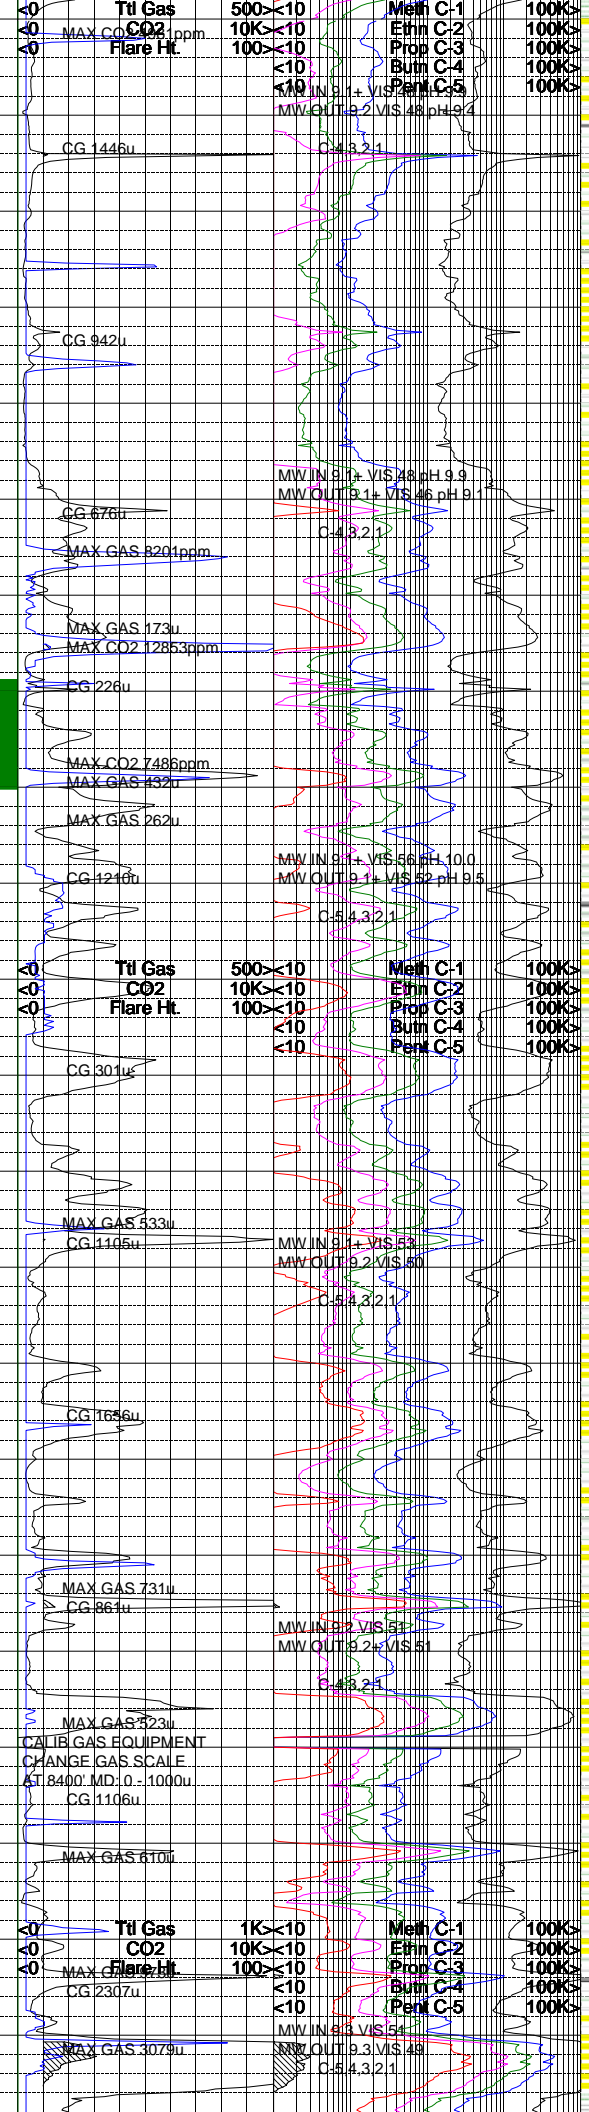 <0 Ttl Gas 500> <10 Meth C-1 100K>
<0 CO2 10K> <10 Ethn C-2 100K>
MAX CO2
<0 Flare Ht. 100> <10 Prop C-3 100K>
<10 Butn C-4 100K>
<10 Pent C-5 100K>
MW IN 9.1+ VIS
MW OUT 9.2 VIS 48 pH 9.4
CG 1446u
C-4,3,2,1
CG 942u
MW IN 9.1+ VIS 48 pH 9.9
MW OUT 9.1+ VIS 46 pH 9.1
CG 676u
C-4,3,2,1
MAX GAS 8201ppm
MAX GAS 173u
MAX CO2 12853ppm
CG 226u
MAX CO2 7486ppm
MAX GAS 432u
MAX GAS 262u
MW IN 9.1+ VIS 56 pH 10.0
CG 1210u
MW OUT 9.1+ VIS 52 pH 9.5
C-5,4,3,2,1
<0 Ttl Gas 500> <10 Meth C-1 100K>
<0 CO2 10K> <10 Ethn C-2 100K>
<0 Flare Ht. 100> <10 Prop C-3 100K>
<10 Butn C-4 100K>
<10 Pent C-5 100K>
CG 301u
MAX GAS 533u
CG 1105u
MW IN 9.1+ VIS 53
MW OUT 9.2 VIS 50
C-5,4,3,2,1
CG 1656u
MAX GAS 731u
CG 861u
MW IN 9.2 VIS 51
MW OUT 9.2+ VIS 51
C-4,3,2,1
MAX GAS 523u
CALIB GAS EQUIPMENT
CHANGE GAS SCALE
AT 8400' MD: 0 - 1000u
CG 1106u
MAX GAS 610u
<0 Ttl Gas 1K> <10 Meth C-1 100K>
<0 CO2 10K> <10 Ethn C-2 100K>
<0 Flare Ht. 100> <10 Prop C-3 100K>
MAX GAS
<10 Butn C-4 100K>
CG 2307u
<10 Pent C-5 100K>
MW IN 9.3 VIS 51
MAX GAS 3079u
MW OUT 9.3 VIS 49
C-5,4,3,2,1